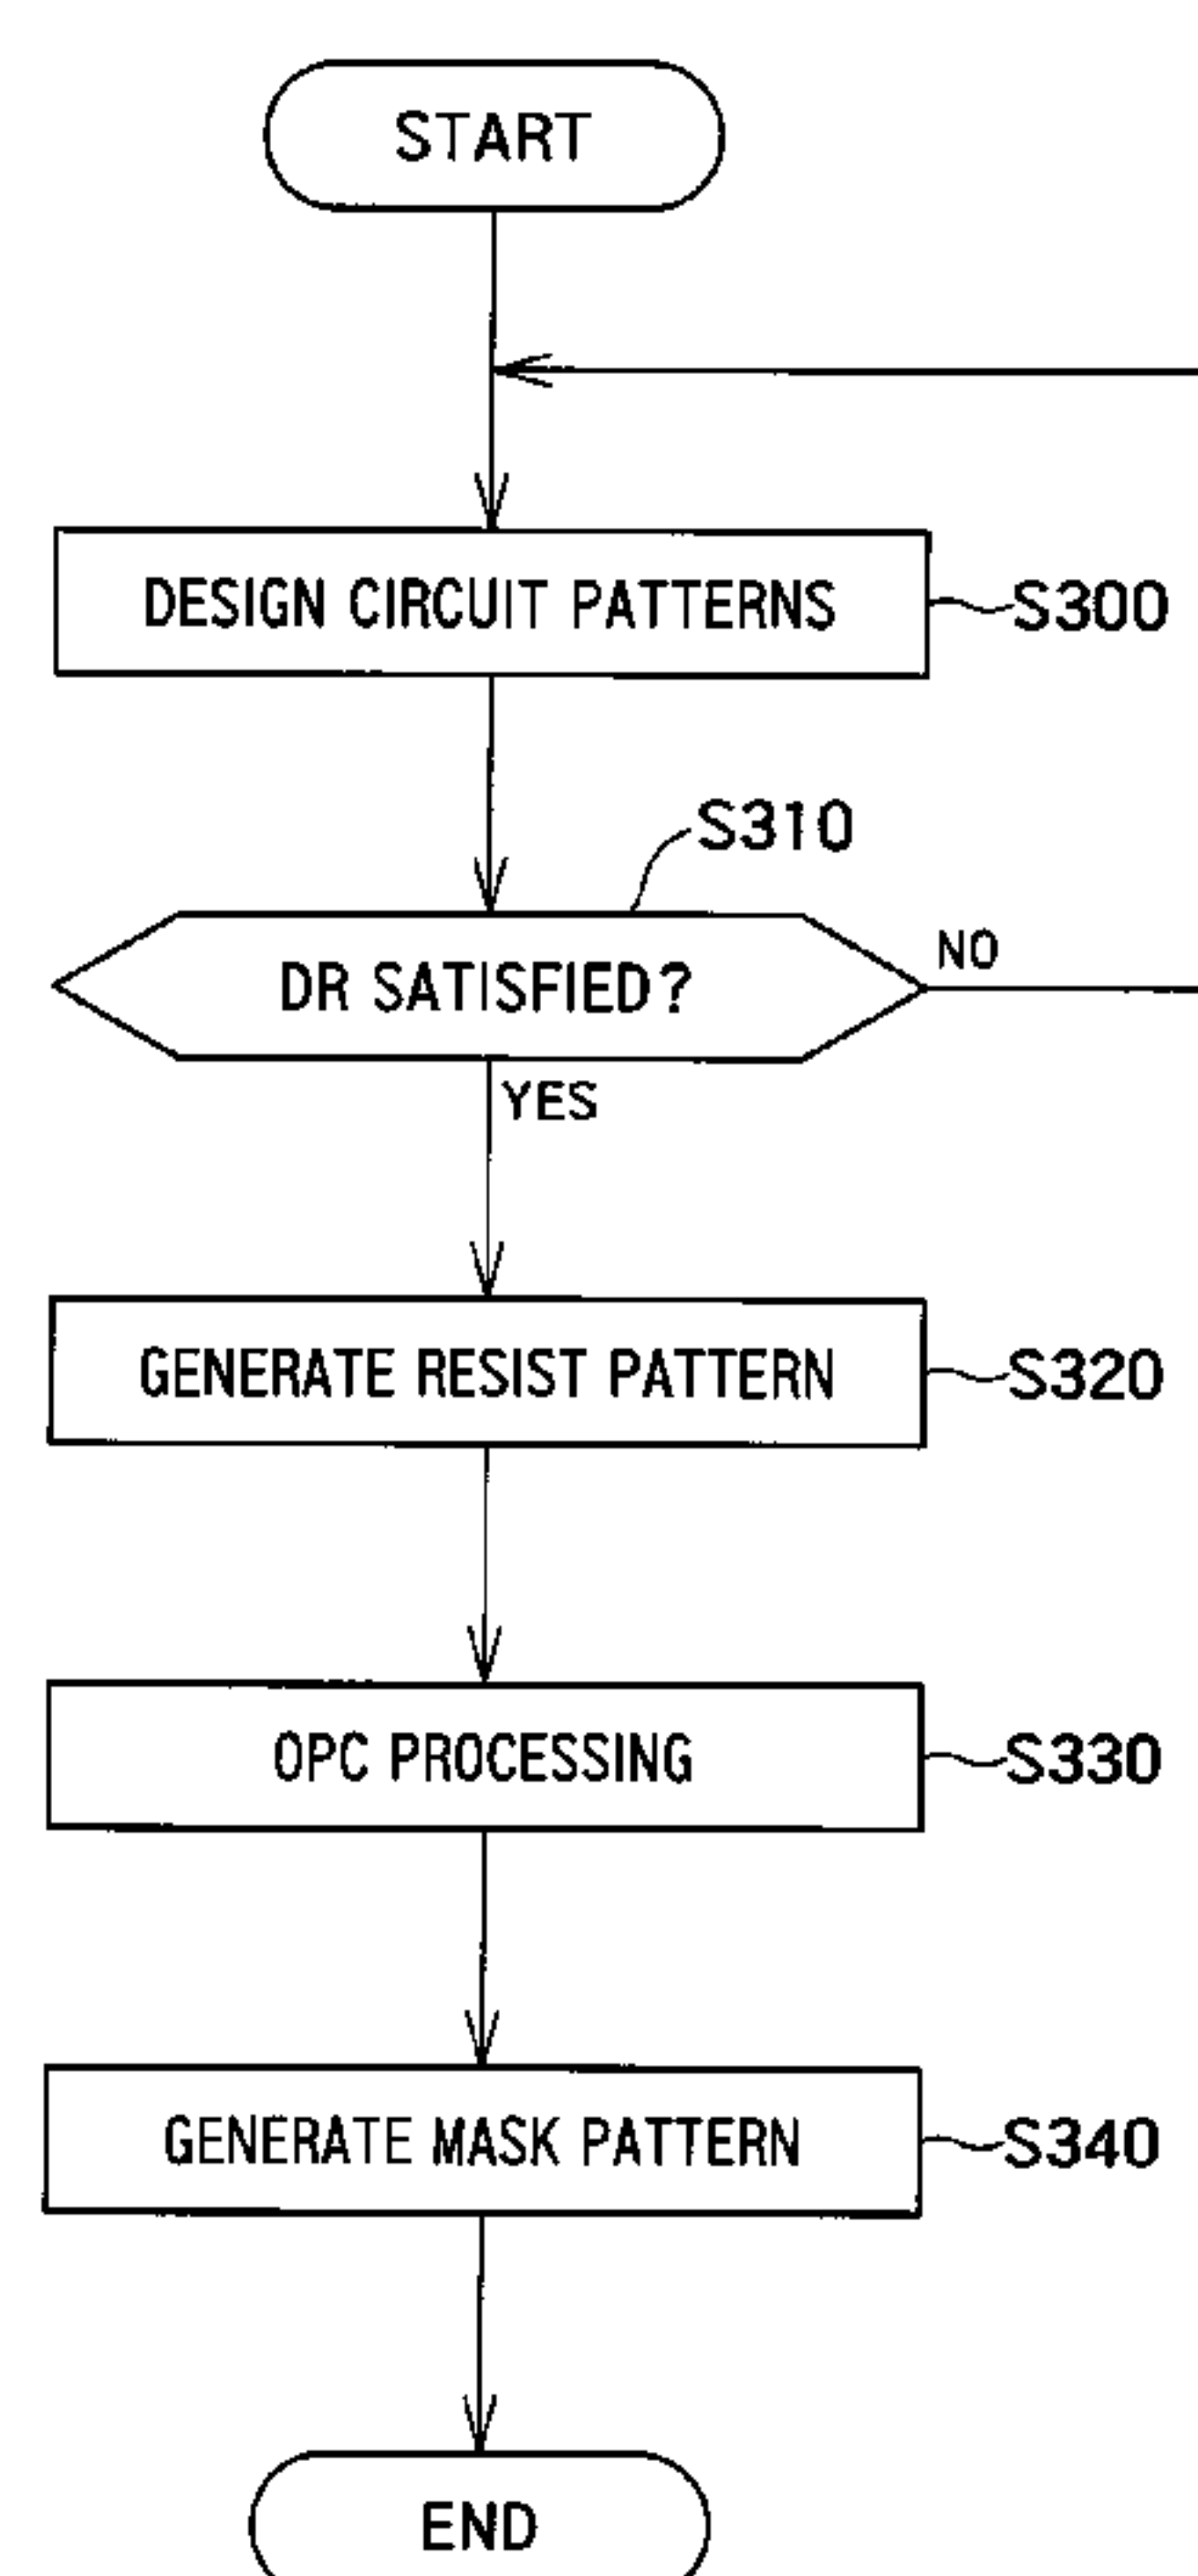 START
DESIGN CIRCUIT PATTERNS
S300
S310
DR SATISFIED?
NO
YES
GENERATE RESIST PATTERN
S320
OPC PROCESSING
S330
GENERATE MASK PATTERN
S340
END